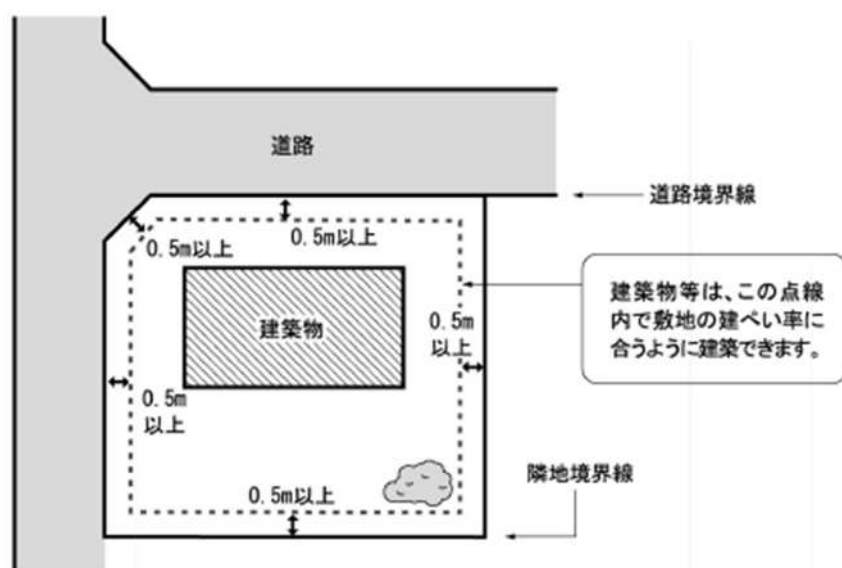 道路
道路境界線
0.5m以上
0.5m以上
建築物等は、この点線
内で敷地の建ぺい率に
合うように建築できます。
建築物
0.5m
以上
0.5m
以上
隣地境界線
0.5m以上